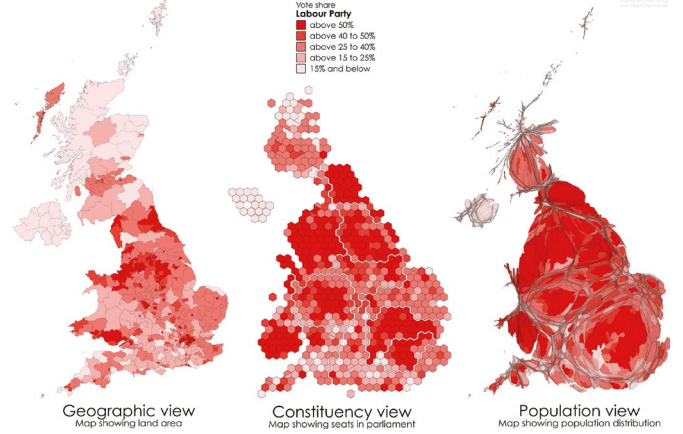 Vote share
Labour Party
above 50%
above 40 to 50%
above 25 to 40%
above 15 to 25%
15% and below
Geographic view
Map showing land area
Constituency view
Map showing seats in parliament
Population view
Map showing population distribution